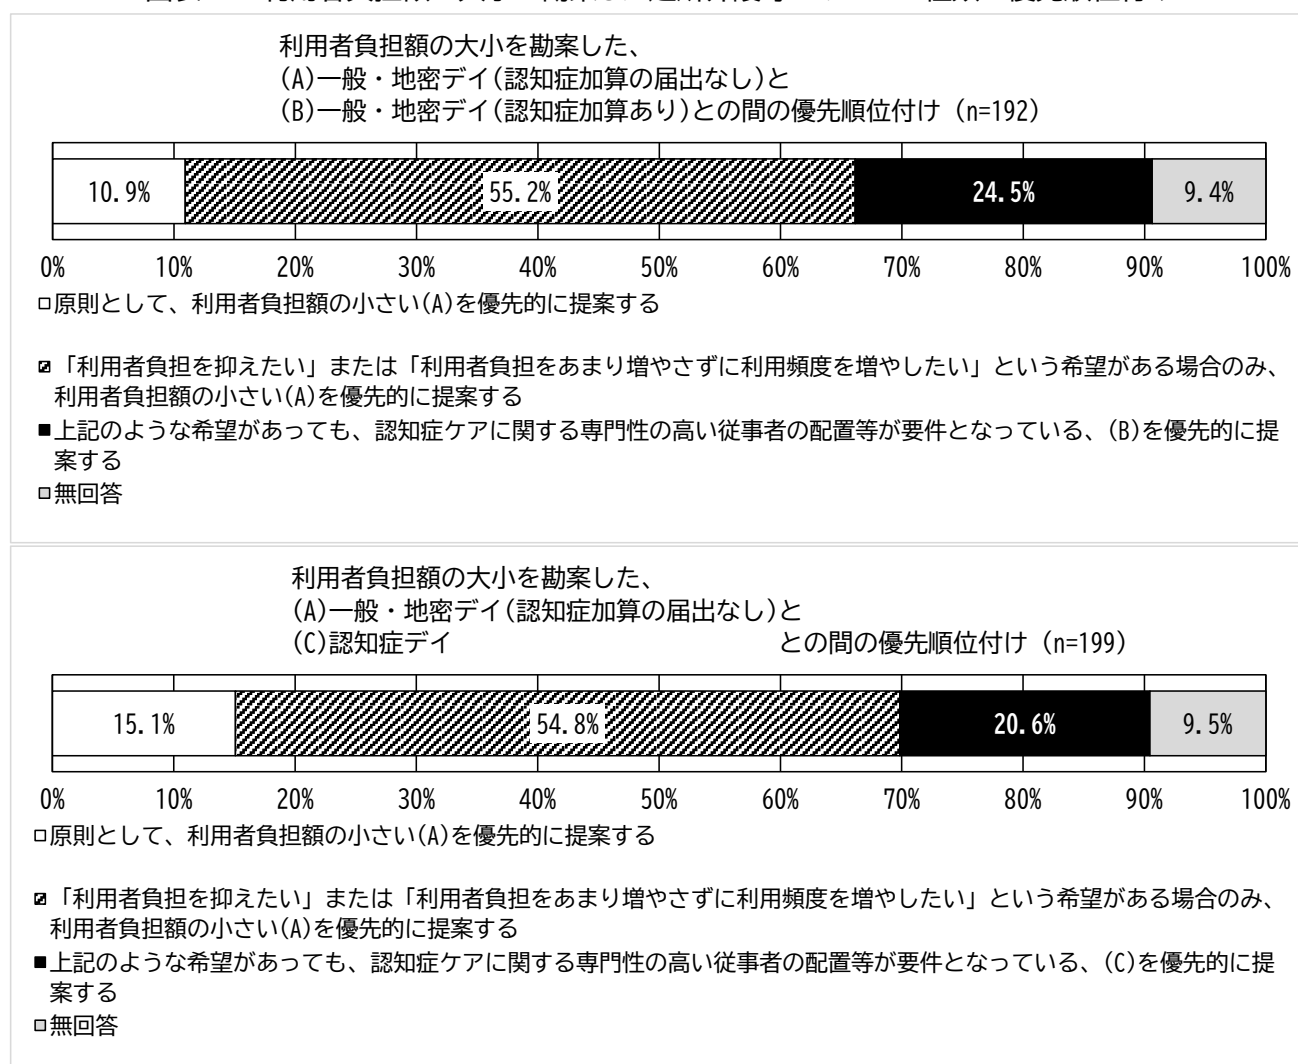 利用者負担額の大小を勘案した、
(A)一般・地密デイ(認知症加算の届出なし)と
(B)一般・地密デイ(認知症加算あり)との間の優先順位付け (n=192)
10.9% 55.2% 24.5% 9.4%
0% 10% 20% 30% 40% 50% 60% 70% 80% 90% 100%
原則として、利用者負担額の小さい(A)を優先的に提案する
「利用者負担を抑えたい」または「利用者負担をあまり増やさずに利用頻度を増やしたい」という希望がある場合のみ、
利用者負担額の小さい(A)を優先的に提案する
上記のような希望があっても、認知症ケアに関する専門性の高い従事者の配置等が要件となっている、(B)を優先的に提
案する
無回答
利用者負担額の大小を勘案した、
(A)一般・地密デイ(認知症加算の届出なし)と
(C)認知症デイ との間の優先順位付け (n=199)
15.1% 54.8% 20.6% 9.5%
0% 10% 20% 30% 40% 50% 60% 70% 80% 90% 100%
原則として、利用者負担額の小さい(A)を優先的に提案する
「利用者負担を抑えたい」または「利用者負担をあまり増やさずに利用頻度を増やしたい」という希望がある場合のみ、
利用者負担額の小さい(A)を優先的に提案する
上記のような希望があっても、認知症ケアに関する専門性の高い従事者の配置等が要件となっている、(C)を優先的に提
案する
無回答